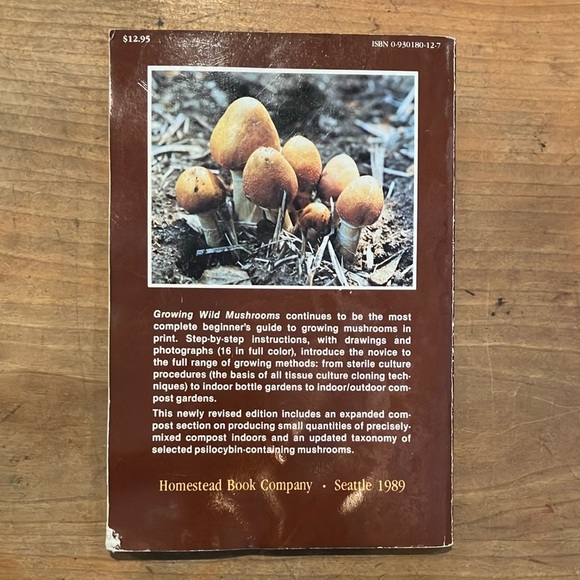 $12.95
ISBN 0-930180-12-7
Growing Wild Mushrooms continues to be the most
complete beginner's guide to growing mushrooms in
print. Step-by-step instructions, with drawings and
photographs (16 in full color), introduce the novice to
the full range of growing methods: from sterile culture
procedures (the basis of all tissue culture cloning tech-
niques) to indoor bottle gardens to indoor/outdoor com-
post gardens.
This newly revised edition includes an expanded com-
post section on producing small quantities of precisely-
mixed compost indoors and an updated taxonomy of
selected psilocybin-containing mushrooms.
Homestead Book Company • Seattle 1989